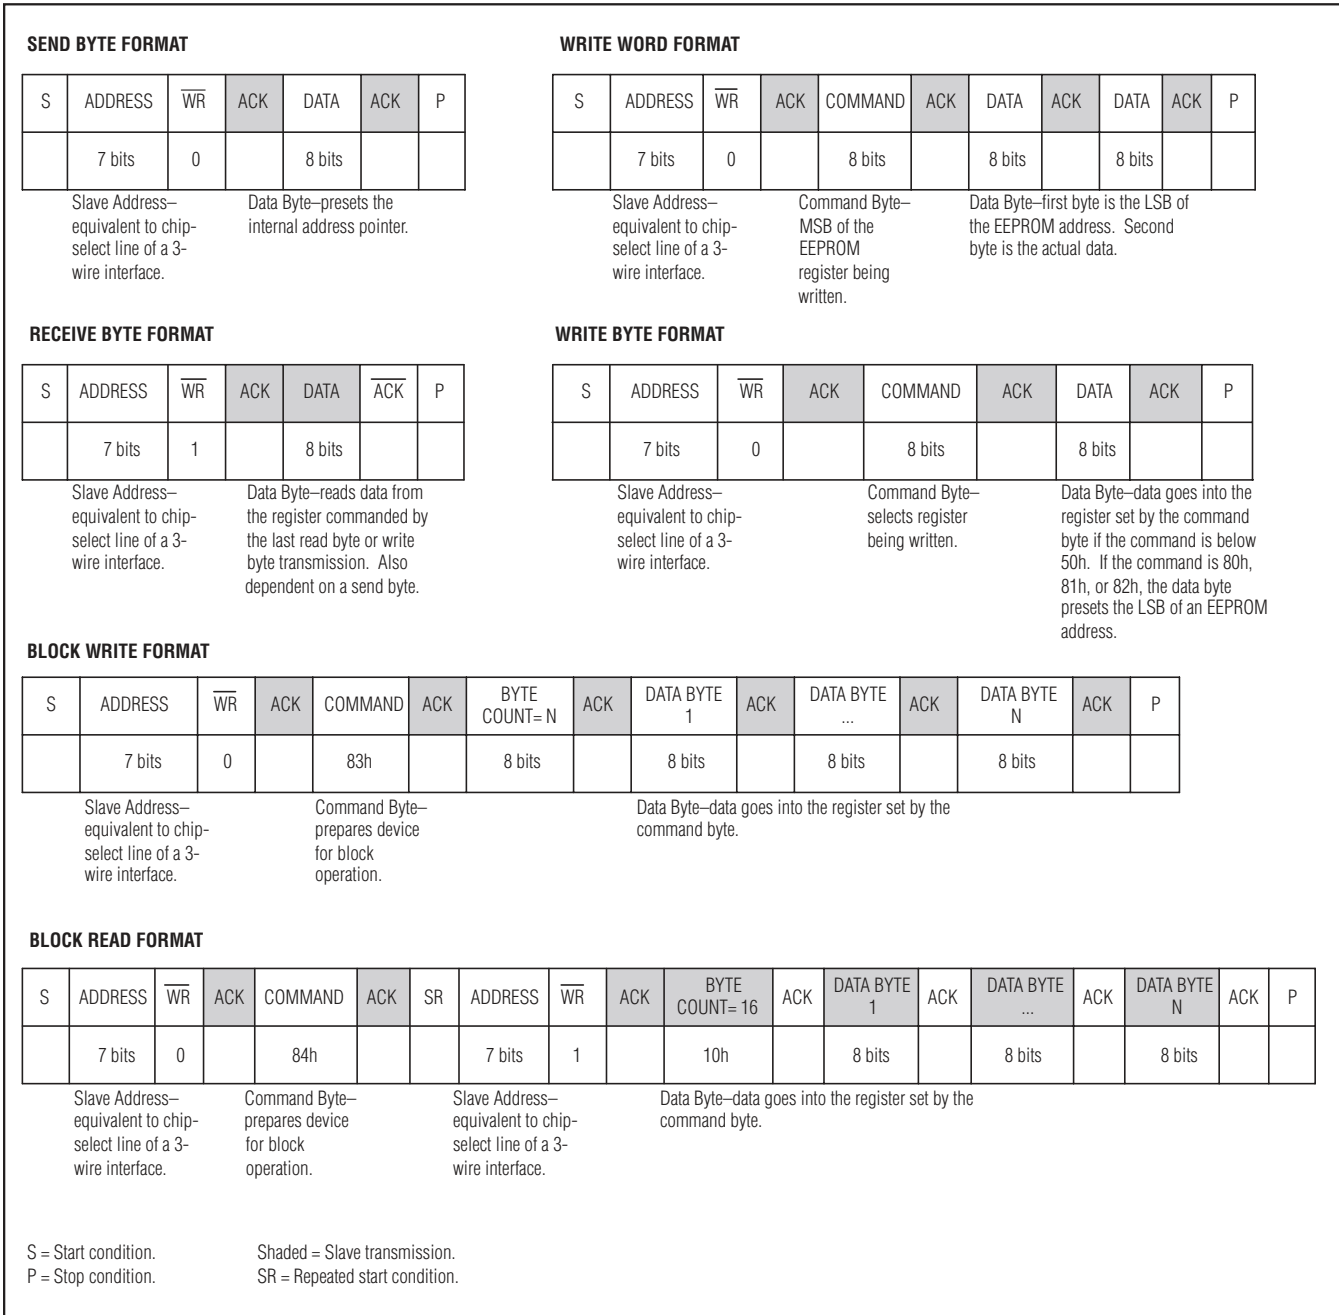 SEND BYTE FORMAT
S ADDRESS WR ACK DATA ACK P
7 bits 0 8 bits
Slave Address–
equivalent to chip-
select line of a 3-
wire interface.
Data Byte–presets the
internal address pointer.
WRITE WORD FORMAT
S ADDRESS WR ACK COMMAND ACK DATA ACK DATA ACK P
7 bits 0 8 bits 8 bits 8 bits
Slave Address–
equivalent to chip-
select line of a 3-
wire interface.
Command Byte–
MSB of the
EEPROM
register being
written.
Data Byte–first byte is the LSB of
the EEPROM address. Second
byte is the actual data.
RECEIVE BYTE FORMAT
S ADDRESS WR ACK DATA ACK P
7 bits 1 8 bits
Slave Address–
equivalent to chip-
select line of a 3-
wire interface.
Data Byte–reads data from
the register commanded by
the last read byte or write
byte transmission. Also
dependent on a send byte.
WRITE BYTE FORMAT
S ADDRESS WR ACK COMMAND ACK DATA ACK P
7 bits 0 8 bits 8 bits
Slave Address–
equivalent to chip-
select line of a 3-
wire interface.
Command Byte–
selects register
being written.
Data Byte–data goes into the
register set by the command
byte if the command is below
50h. If the command is 80h,
81h, or 82h, the data byte
presets the LSB of an EEPROM
address.
BLOCK WRITE FORMAT
S ADDRESS WR ACK COMMAND ACK BYTE COUNT= N ACK DATA BYTE 1 ACK DATA BYTE ... ACK DATA BYTE N ACK P
7 bits 0 83h 8 bits 8 bits 8 bits 8 bits
Slave Address–
equivalent to chip-
select line of a 3-
wire interface.
Command Byte–
prepares device
for block
operation.
Data Byte–data goes into the register set by the
command byte.
BLOCK READ FORMAT
S ADDRESS WR ACK COMMAND ACK SR ADDRESS WR ACK BYTE COUNT= 16 ACK DATA BYTE 1 ACK DATA BYTE ... ACK DATA BYTE N ACK P
7 bits 0 84h 7 bits 1 10h 8 bits 8 bits 8 bits
Slave Address–
equivalent to chip-
select line of a 3-
wire interface.
Command Byte–
prepares device
for block
operation.
Slave Address–
equivalent to chip-
select line of a 3-
wire interface.
Data Byte–data goes into the register set by the
command byte.
S = Start condition.
P = Stop condition.
Shaded = Slave transmission.
SR = Repeated start condition.